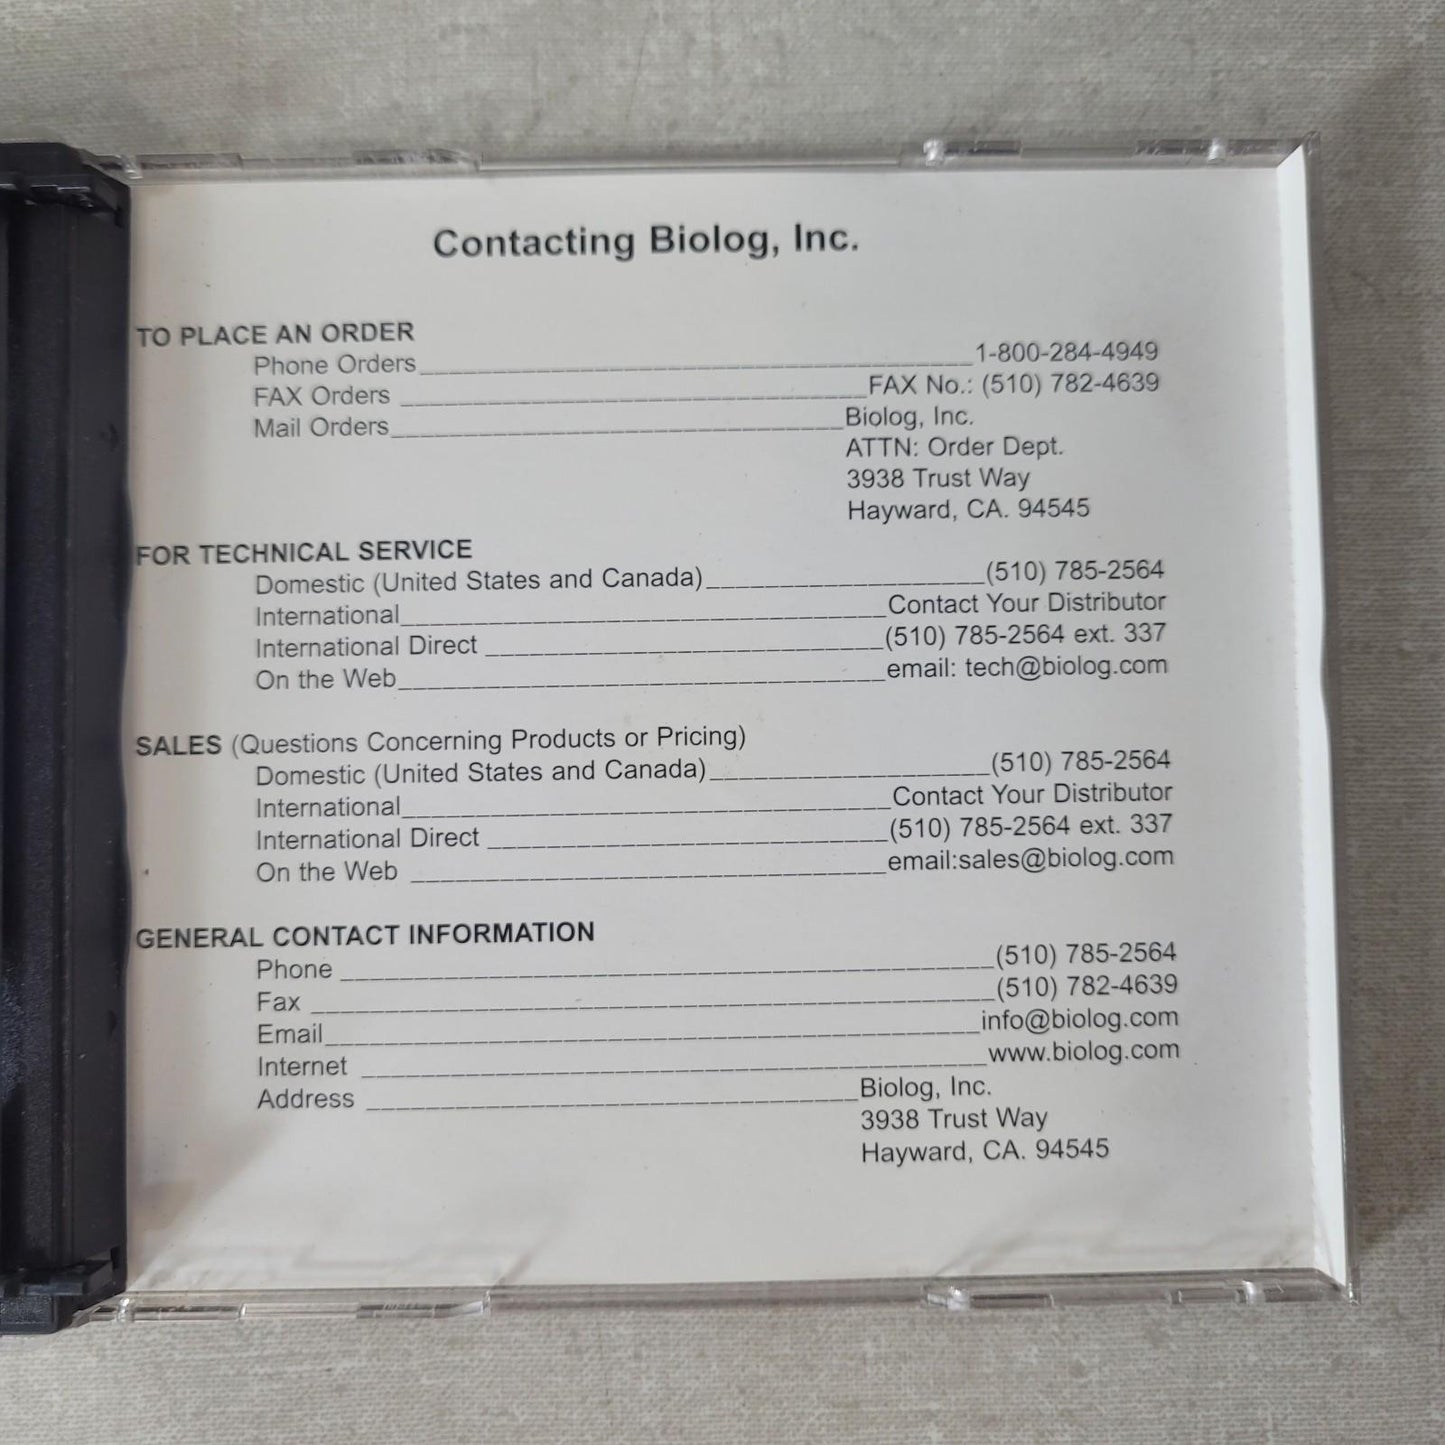 Contacting Biolog, Inc.
TO PLACE AN ORDER
Phone Orders 1-800-284-4949
FAX Orders FAX No.: (510) 782-4639
Mail Orders Biolog, Inc.
ATTN: Order Dept.
3938 Trust Way
Hayward, CA. 94545
FOR TECHNICAL SERVICE
Domestic (United States and Canada) (510) 785-2564
International Contact Your Distributor
International Direct (510) 785-2564 ext. 337
On the Web email: tech@biolog.com
SALES (Questions Concerning Products or Pricing)
Domestic (United States and Canada) (510) 785-2564
International Contact Your Distributor
International Direct (510) 785-2564 ext. 337
On the Web email:sales@biolog.com
GENERAL CONTACT INFORMATION
Phone (510) 785-2564
Fax (510) 782-4639
Email info@biolog.com
Internet www.biolog.com
Address Biolog, Inc.
3938 Trust Way
Hayward, CA. 94545